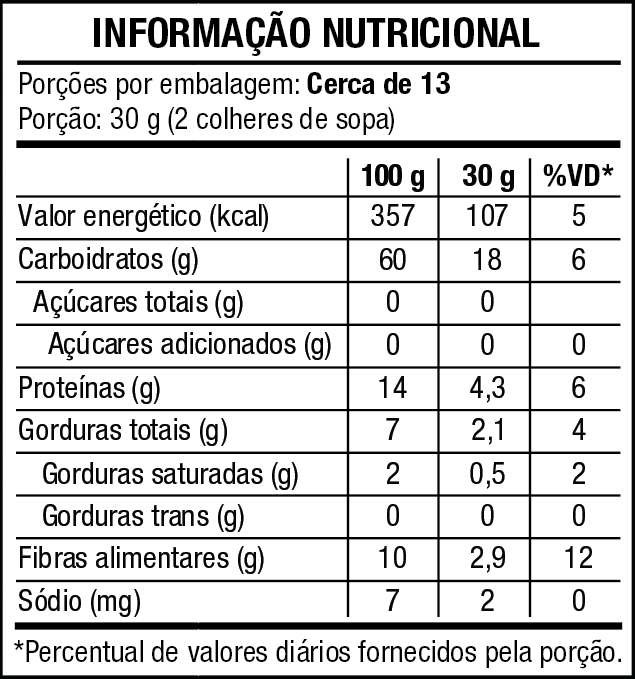 INFORMAÇÃO NUTRICIONAL
Porções por embalagem: Cerca de 13
Porção: 30 g (2 colheres de sopa)
100 g 30 g %VD*
Valor energético (kcal) 357 107 5
Carboidratos (g) 60 18 6
Açúcares totais (g) 0 0
Açúcares adicionados (g) 0 0 0
Proteínas (g) 14 4,3 6
Gorduras totais (g) 7 2,1 4
Gorduras saturadas (g) 2 0,5 2
Gorduras trans (g) 0 0 0
Fibras alimentares (g) 10 2,9 12
Sódio (mg) 7 2 0
*Percentual de valores diários fornecidos pela porção.